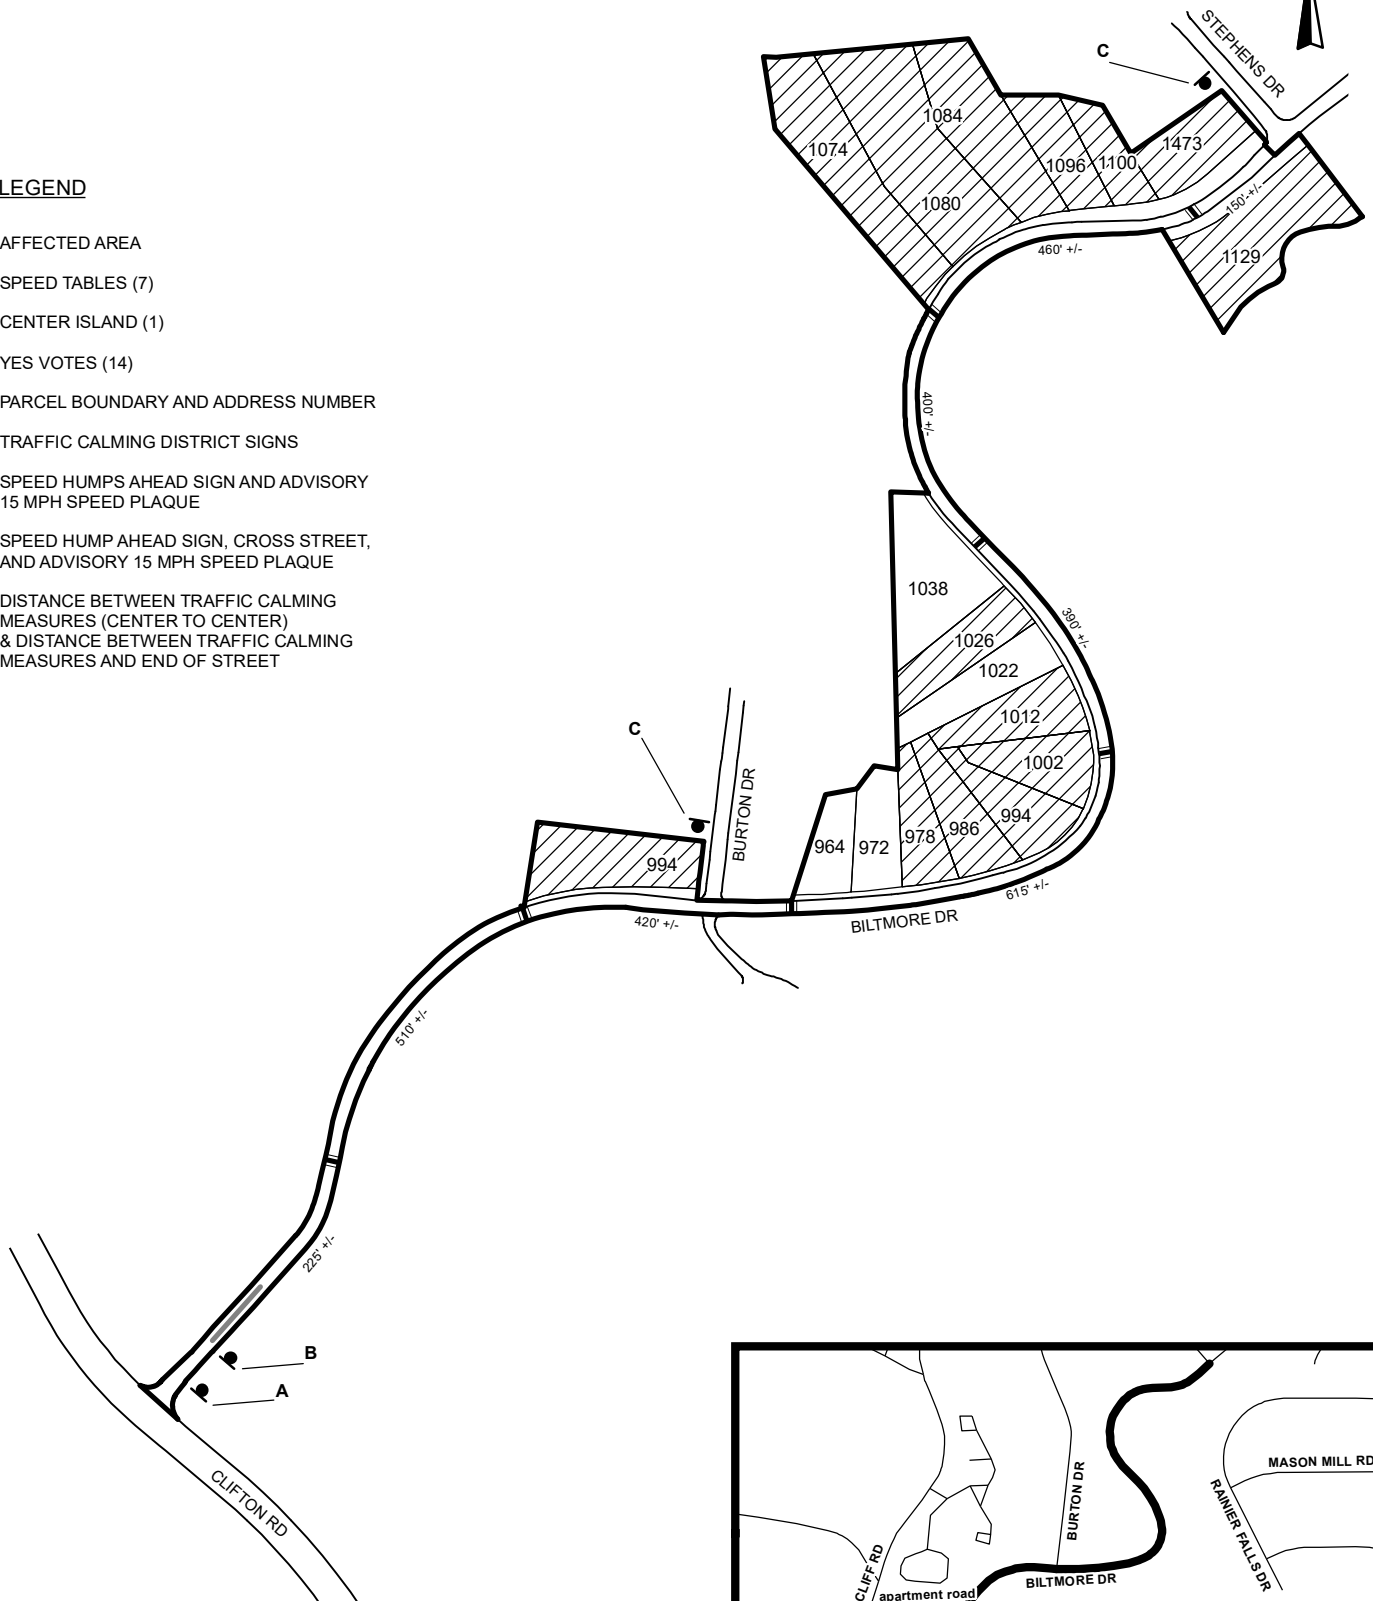 LEGEND
AFFECTED AREA
SPEED TABLES (7)
CENTER ISLAND (1)
YES VOTES (14)
PARCEL BOUNDARY AND ADDRESS NUMBER
TRAFFIC CALMING DISTRICT SIGNS
SPEED HUMPS AHEAD SIGN AND ADVISORY
15 MPH SPEED PLAQUE
SPEED HUMP AHEAD SIGN, CROSS STREET,
AND ADVISORY 15 MPH SPEED PLAQUE
DISTANCE BETWEEN TRAFFIC CALMING
MEASURES (CENTER TO CENTER)
& DISTANCE BETWEEN TRAFFIC CALMING
MEASURES AND END OF STREET
STEPHENS DR
C
1084
1074
1473
1096
1100
1080
150' +/-
460' +/-
1129
400' +/-
1038
390' +/-
1026
1022
1012
C
1002
BURTON DR
994
986
978
964
972
994
615' +/-
420' +/-
BILTMORE DR
510' +/-
225' +/-
B
A
CLIFTON RD
MASON MILL RD
BURTON DR
RAINIER FALLS DR
CLIFF RD
BILTMORE DR
apartment road